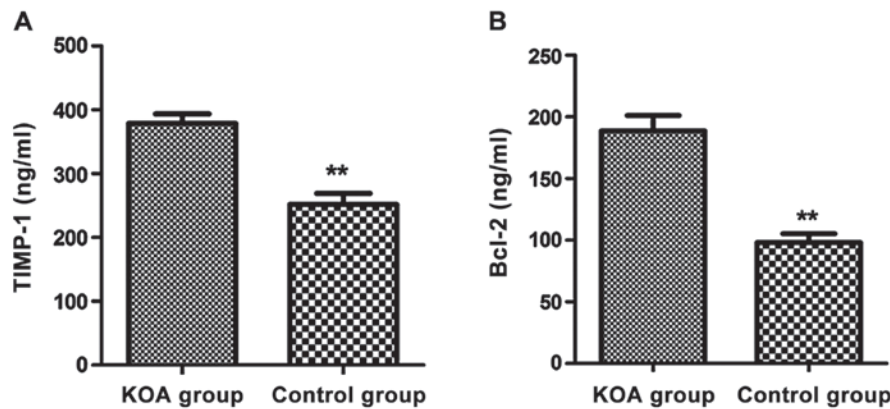 A
TIMP-1 (ng/ml)
500
400
300
200
100
0
**
KOA group
Control group
B
Bcl-2 (ng/ml)
250
200
150
100
50
0
**
KOA group
Control group